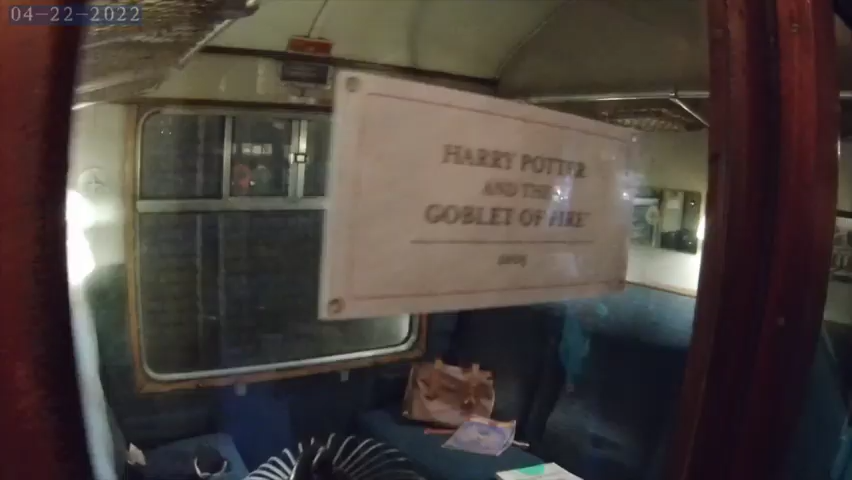 04-22-2022
HARRY POTTER
AND THE
GOBLET OF FIRE